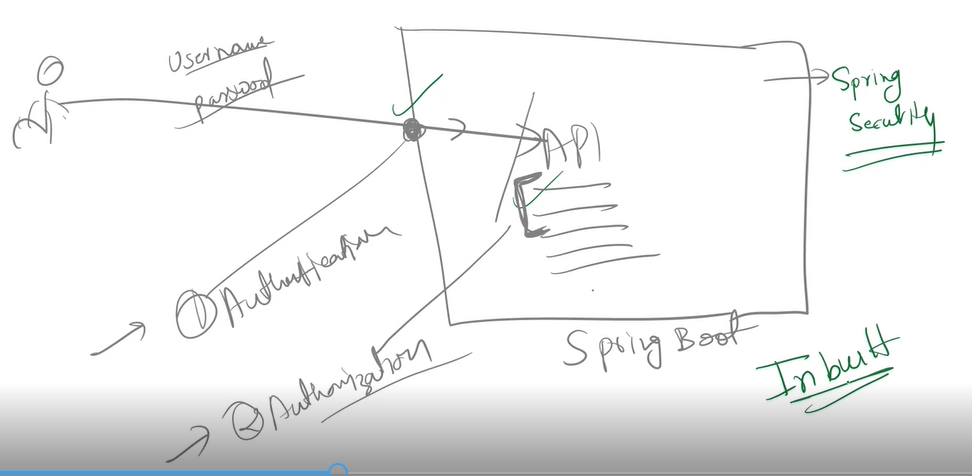 Username
password
API
Spring
Security
① Authentication
② Authorization
Spring Boot
Inbuilt